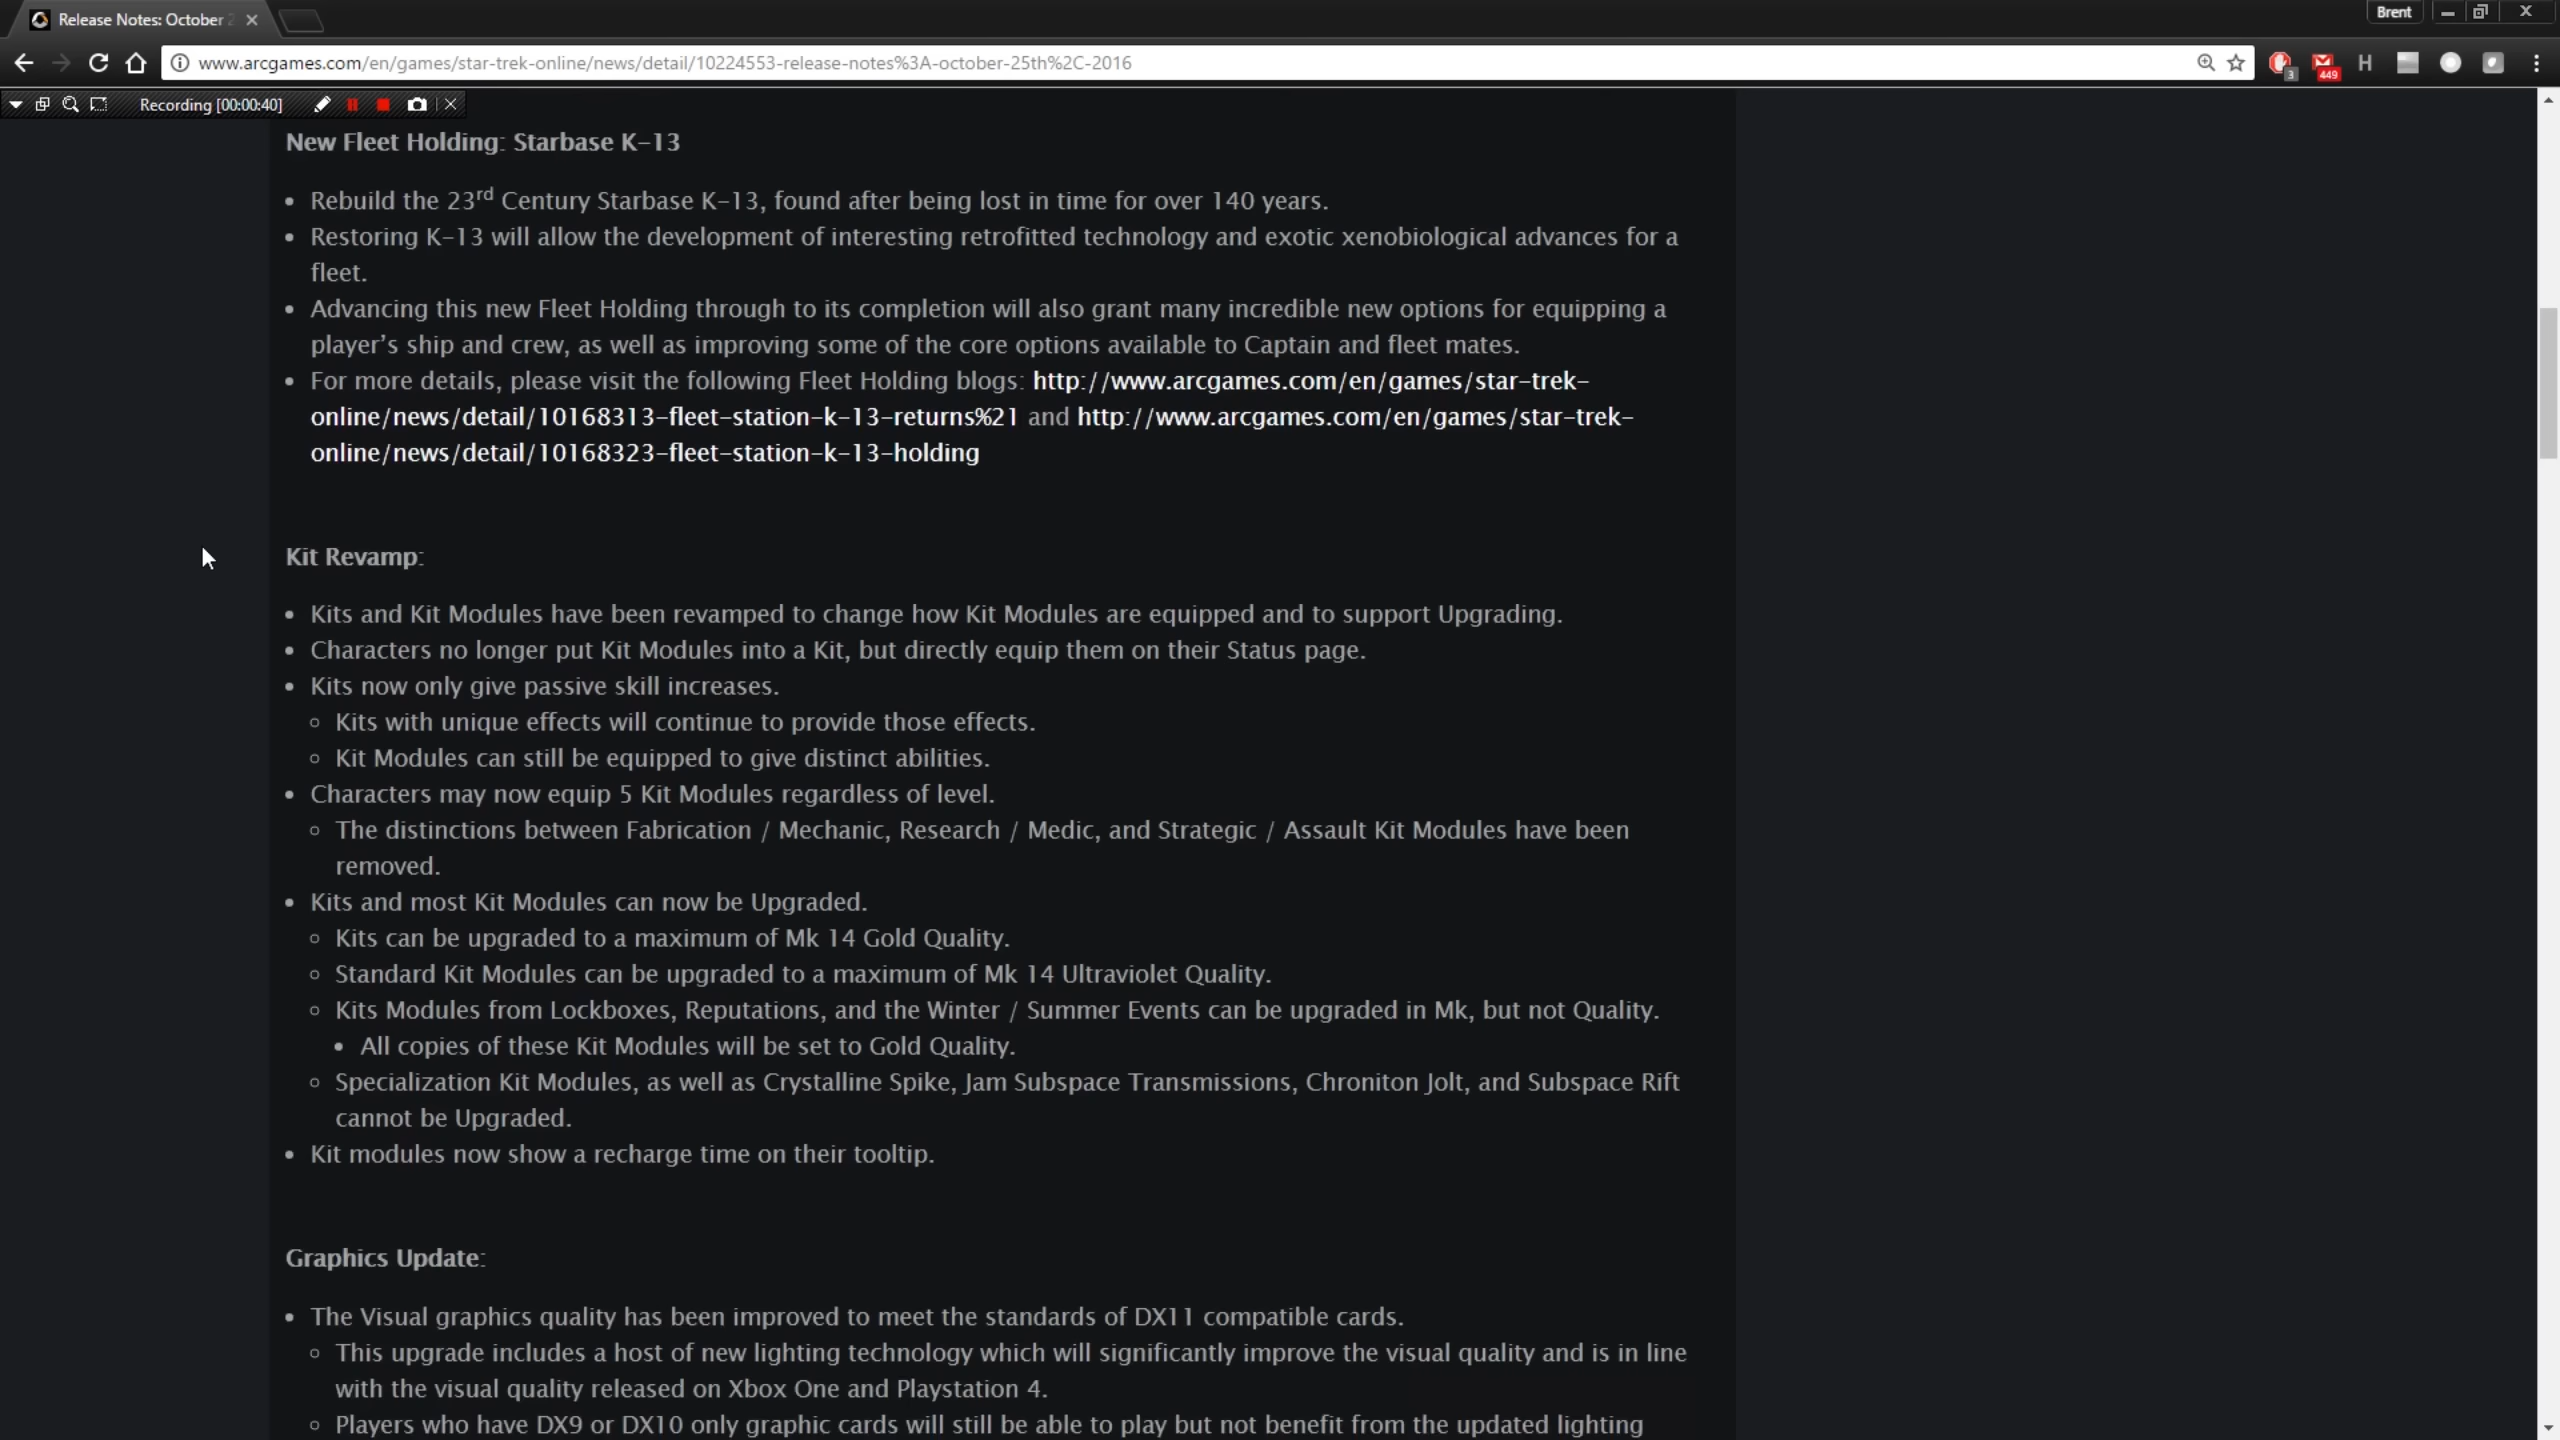 Release Notes: October 2
Brent
www.arcgames.com/en/games/star-trek-online/news/detail/10224553-release-notes%3A-october-25th%2C-2016
3
449
H
Recording [00:00:40]
New Fleet Holding: Starbase K-13
• Rebuild the 23rd Century Starbase K-13, found after being lost in time for over 140 years.
• Restoring K-13 will allow the development of interesting retrofitted technology and exotic xenobiological advances for a
fleet.
• Advancing this new Fleet Holding through to its completion will also grant many incredible new options for equipping a
player’s ship and crew, as well as improving some of the core options available to Captain and fleet mates.
• For more details, please visit the following Fleet Holding blogs: http://www.arcgames.com/en/games/star-trek-
online/news/detail/10168313-fleet-station-k-13-returns%21 and http://www.arcgames.com/en/games/star-trek-
online/news/detail/10168323-fleet-station-k-13-holding
Kit Revamp:
• Kits and Kit Modules have been revamped to change how Kit Modules are equipped and to support Upgrading.
• Characters no longer put Kit Modules into a Kit, but directly equip them on their Status page.
• Kits now only give passive skill increases.
◦ Kits with unique effects will continue to provide those effects.
◦ Kit Modules can still be equipped to give distinct abilities.
• Characters may now equip 5 Kit Modules regardless of level.
◦ The distinctions between Fabrication / Mechanic, Research / Medic, and Strategic / Assault Kit Modules have been
removed.
• Kits and most Kit Modules can now be Upgraded.
◦ Kits can be upgraded to a maximum of Mk 14 Gold Quality.
◦ Standard Kit Modules can be upgraded to a maximum of Mk 14 Ultraviolet Quality.
◦ Kits Modules from Lockboxes, Reputations, and the Winter / Summer Events can be upgraded in Mk, but not Quality.
• All copies of these Kit Modules will be set to Gold Quality.
◦ Specialization Kit Modules, as well as Crystalline Spike, Jam Subspace Transmissions, Chroniton Jolt, and Subspace Rift
cannot be Upgraded.
• Kit modules now show a recharge time on their tooltip.
Graphics Update:
• The Visual graphics quality has been improved to meet the standards of DX11 compatible cards.
◦ This upgrade includes a host of new lighting technology which will significantly improve the visual quality and is in line
with the visual quality released on Xbox One and Playstation 4.
◦ Players who have DX9 or DX10 only graphic cards will still be able to play but not benefit from the updated lighting